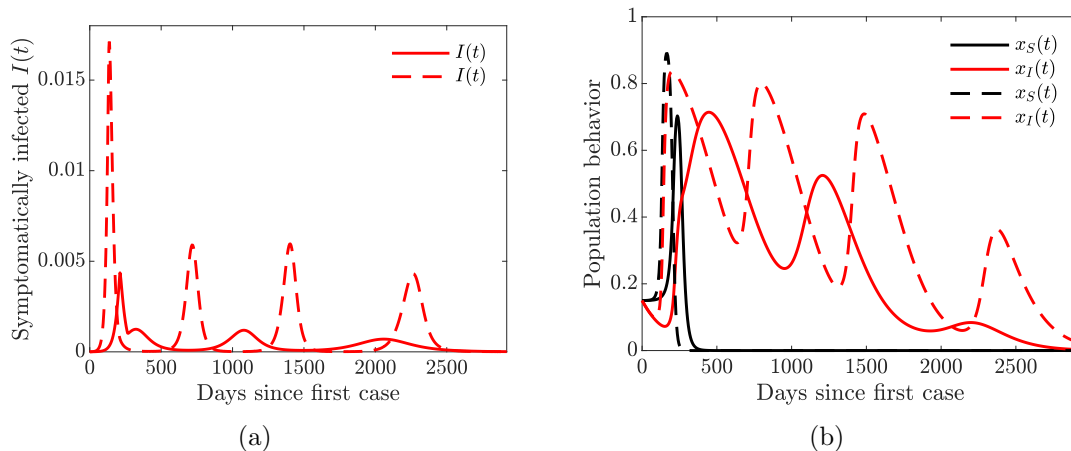 Symptomatically infected I(t)
0.015
0.01
0.005
0
I(t)
I(t)
0 500 1000 1500 2000 2500
Days since first case
(a)
Population behavior
1
0.8
0.6
0.4
0.2
0
x_S(t)
x_I(t)
x_S(t)
x_I(t)
0 500 1000 1500 2000 2500
Days since first case
(b)